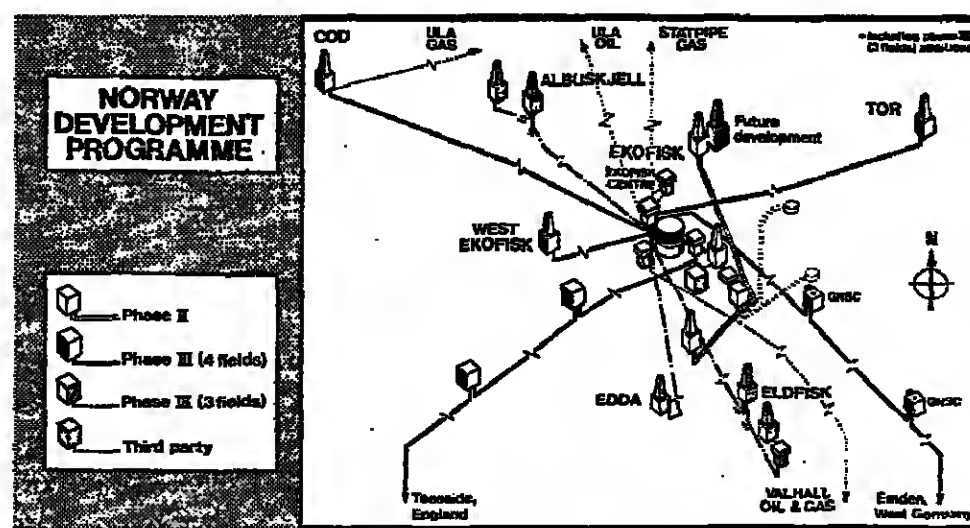 NORWAY
DEVELOPMENT
PROGRAMME
Phase II
Phase III (4 fields)
Phase III (3 fields)
Third party
COD
ULA
GAS
ULA
OIL
STATPIPE
GAS
ALBUSKJELL
Future
development
TOR
EKOFISK
EKOFISK
CENTRE
WEST
EKOFISK
N
EDDA
ELDFISK
Teesside,
England
VALHALL
OIL & GAS
Emden,
West Germany